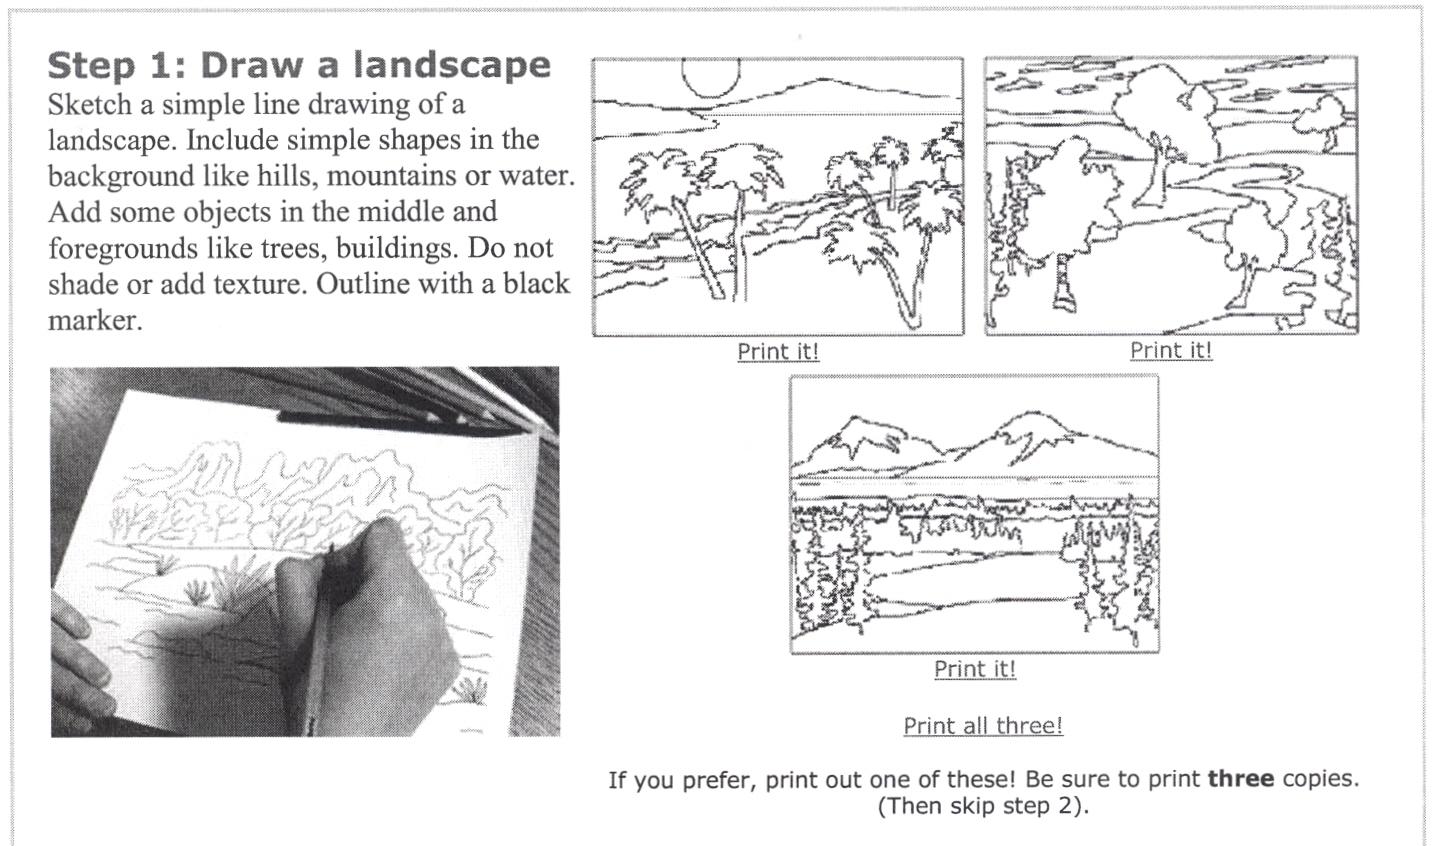 Step 1: Draw a landscape
Sketch a simple line drawing of a
landscape. Include simple shapes in the
background like hills, mountains or water.
Add some objects in the middle and
foregrounds like trees, buildings. Do not
shade or add texture. Outline with a black
marker.
Print it!
Print it!
Print it!
Print all three!
If you prefer, print out one of these! Be sure to print three copies.
(Then skip step 2).